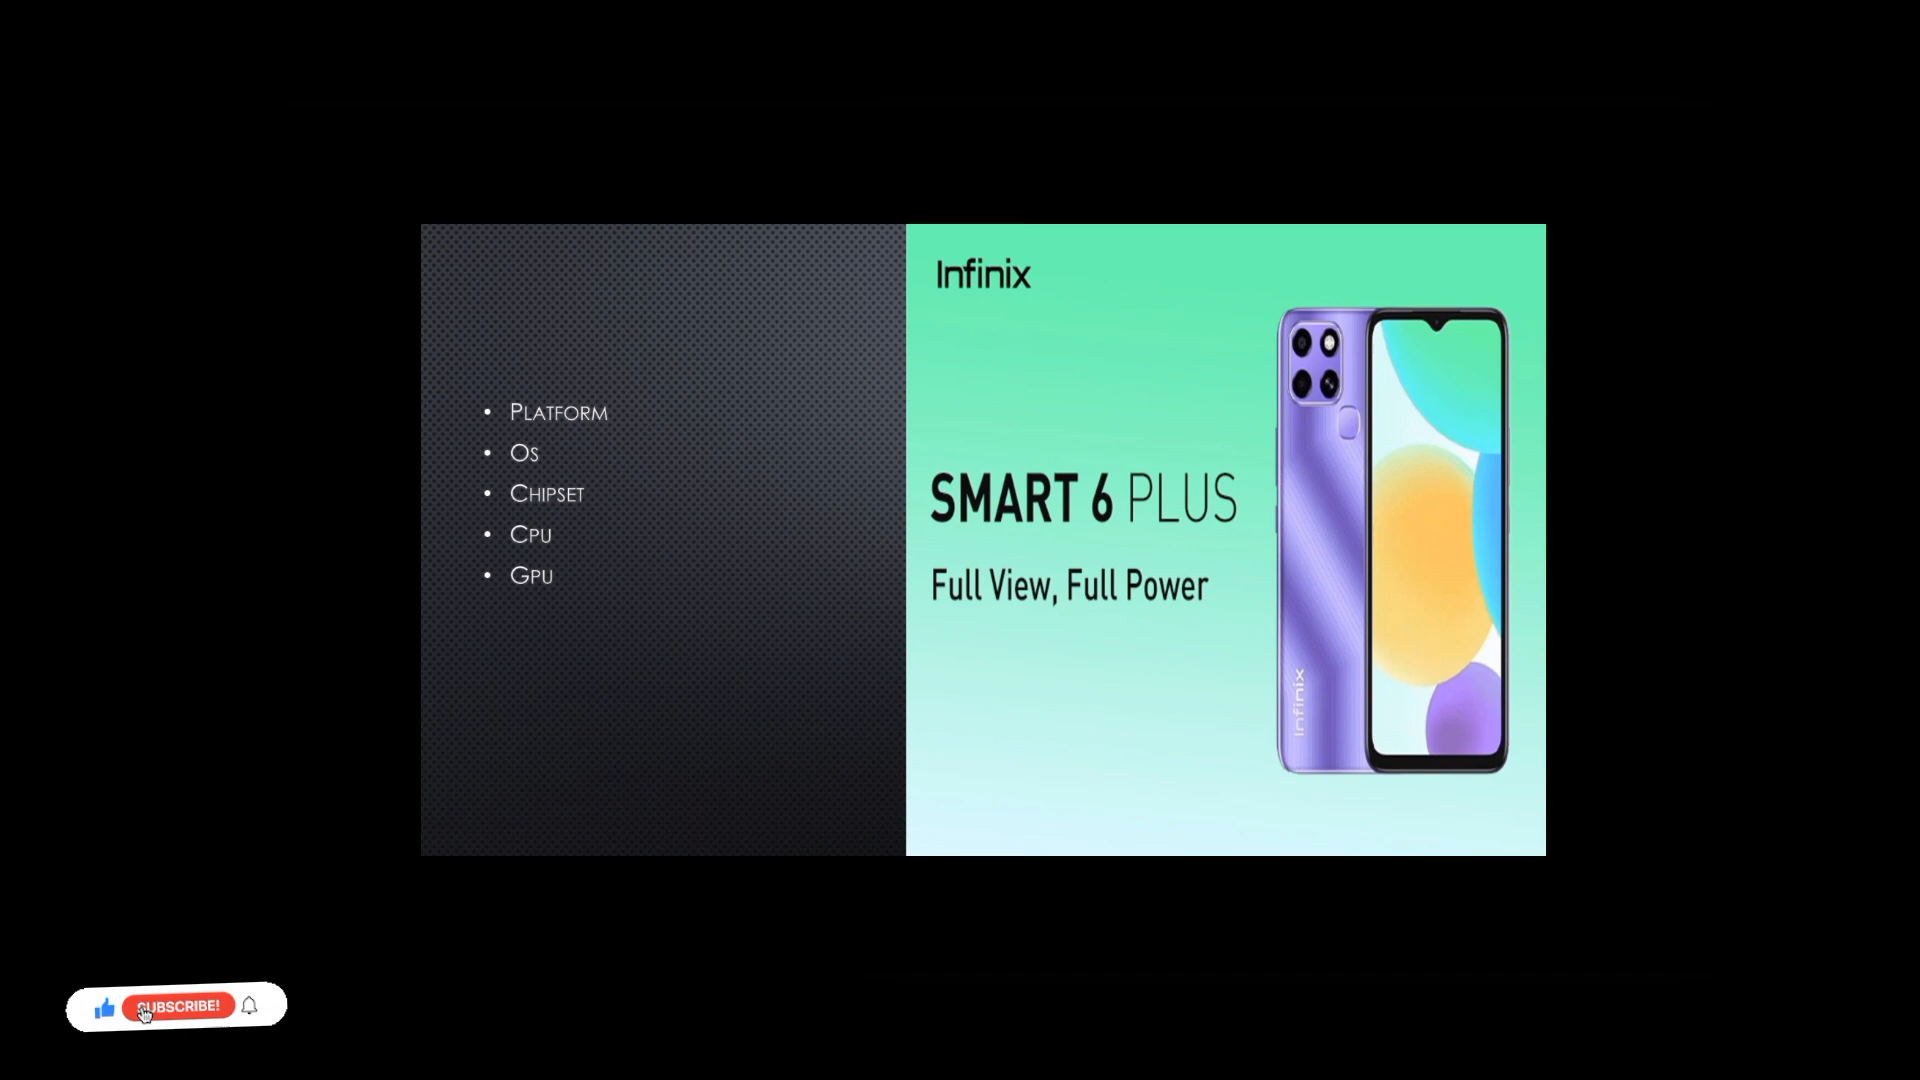 • Platform
• Os
• Chipset
• Cpu
• Gpu
Infinix
SMART 6 PLUS
Full View, Full Power
Infinix
SUBSCRIBE!